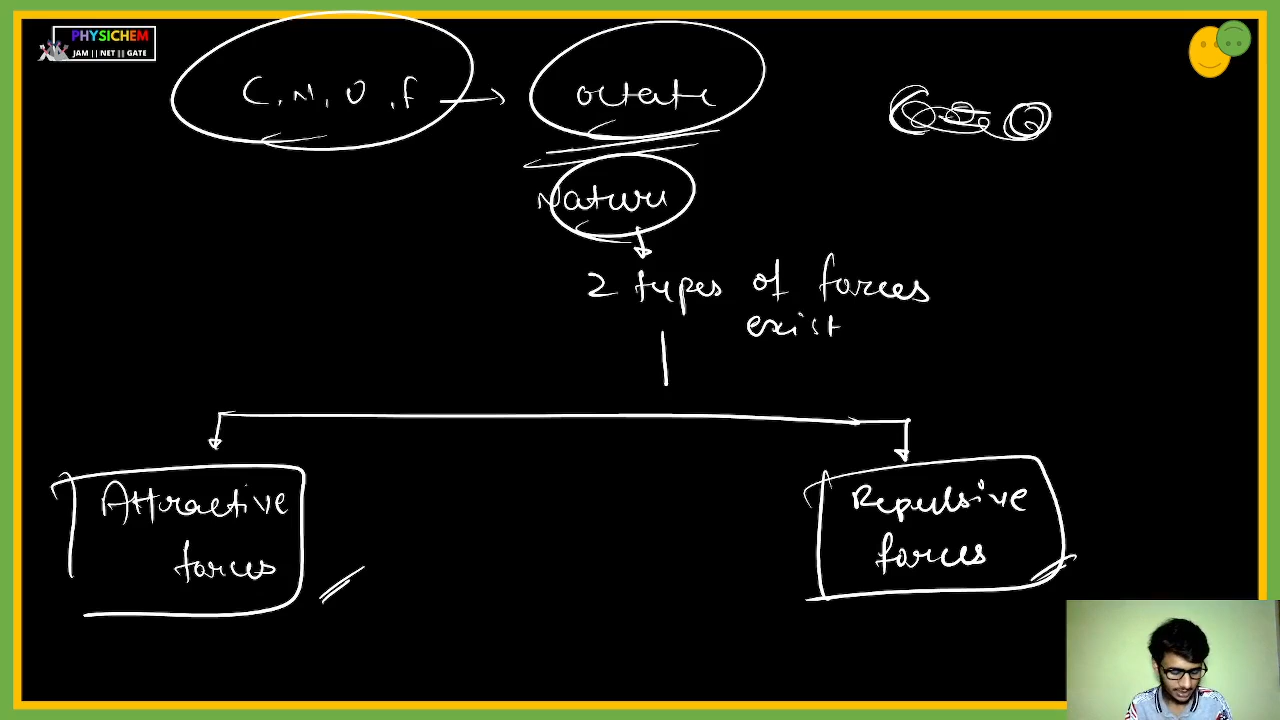 PHYSICHEM
JAM || NET || GATE
C, N, O, F → octate
Nature
2 types of forces
exist
Attractive
forces
Repulsive
forces